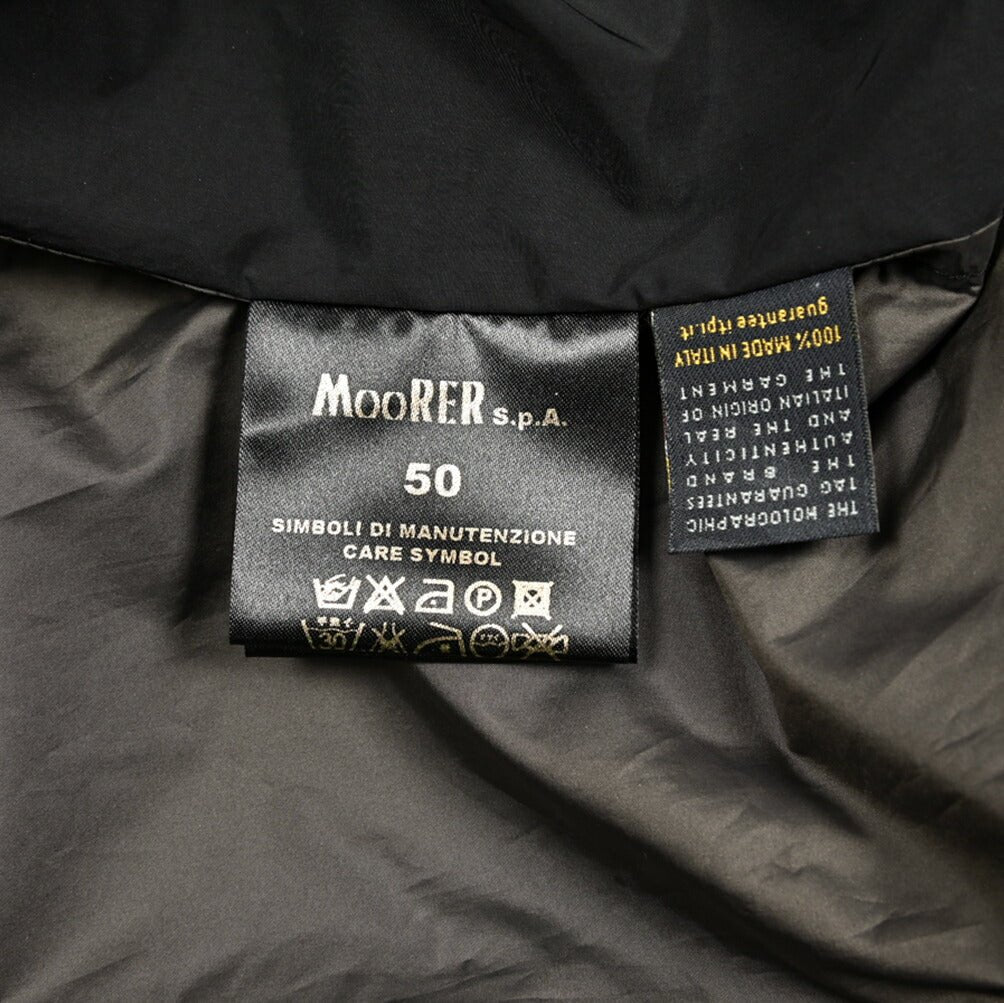 MooRER S.p.A.
50
SIMBOLI DI MANUTENZIONE
CARE SYMBOL
P
30
THE HOLOGRAPHIC
TAG GUARANTEES
THE BRAND
AUTHENTICITY
AND THE REAL
ITALIAN ORIGIN OF
THE GARMENT
100% MADE IN ITALY
guarantee itpi.it